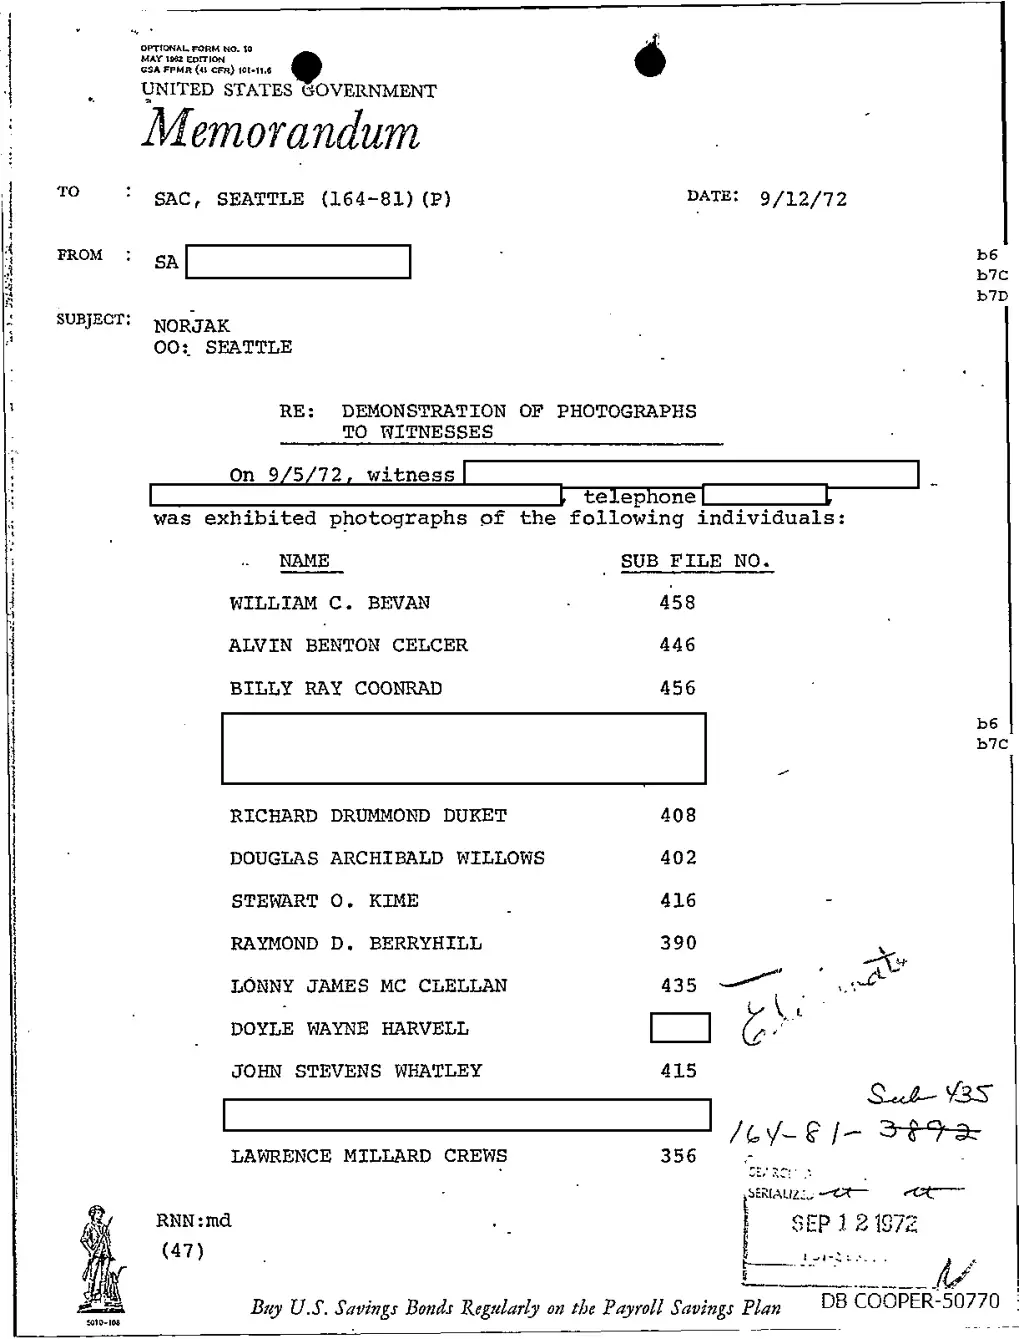 OPTIONAL FORM NO. 10
MAY 1962 EDITION
GSA FPMR (41 CFR) 101-11.6
UNITED STATES GOVERNMENT
Memorandum
TO : SAC, SEATTLE (164-81)(P) DATE: 9/12/72
FROM : SA
b6
b7C
b7D
SUBJECT: NORJAK
OO: SEATTLE
RE: DEMONSTRATION OF PHOTOGRAPHS
TO WITNESSES
On 9/5/72, witness
, telephone ,
was exhibited photographs of the following individuals:
NAME SUB FILE NO.
WILLIAM C. BEVAN 458
ALVIN BENTON CELCER 446
BILLY RAY COONRAD 456
b6
b7C
RICHARD DRUMMOND DUKET 408
DOUGLAS ARCHIBALD WILLOWS 402
STEWART O. KIME 416
RAYMOND D. BERRYHILL 390
LONNY JAMES MC CLELLAN 435
DOYLE WAYNE HARVELL
JOHN STEVENS WHATLEY 415
Sub 435
164-81-3892
LAWRENCE MILLARD CREWS 356
RNN:md
(47)
SEP 12 1972
5010-108
Buy U.S. Savings Bonds Regularly on the Payroll Savings Plan
DB COOPER-50770